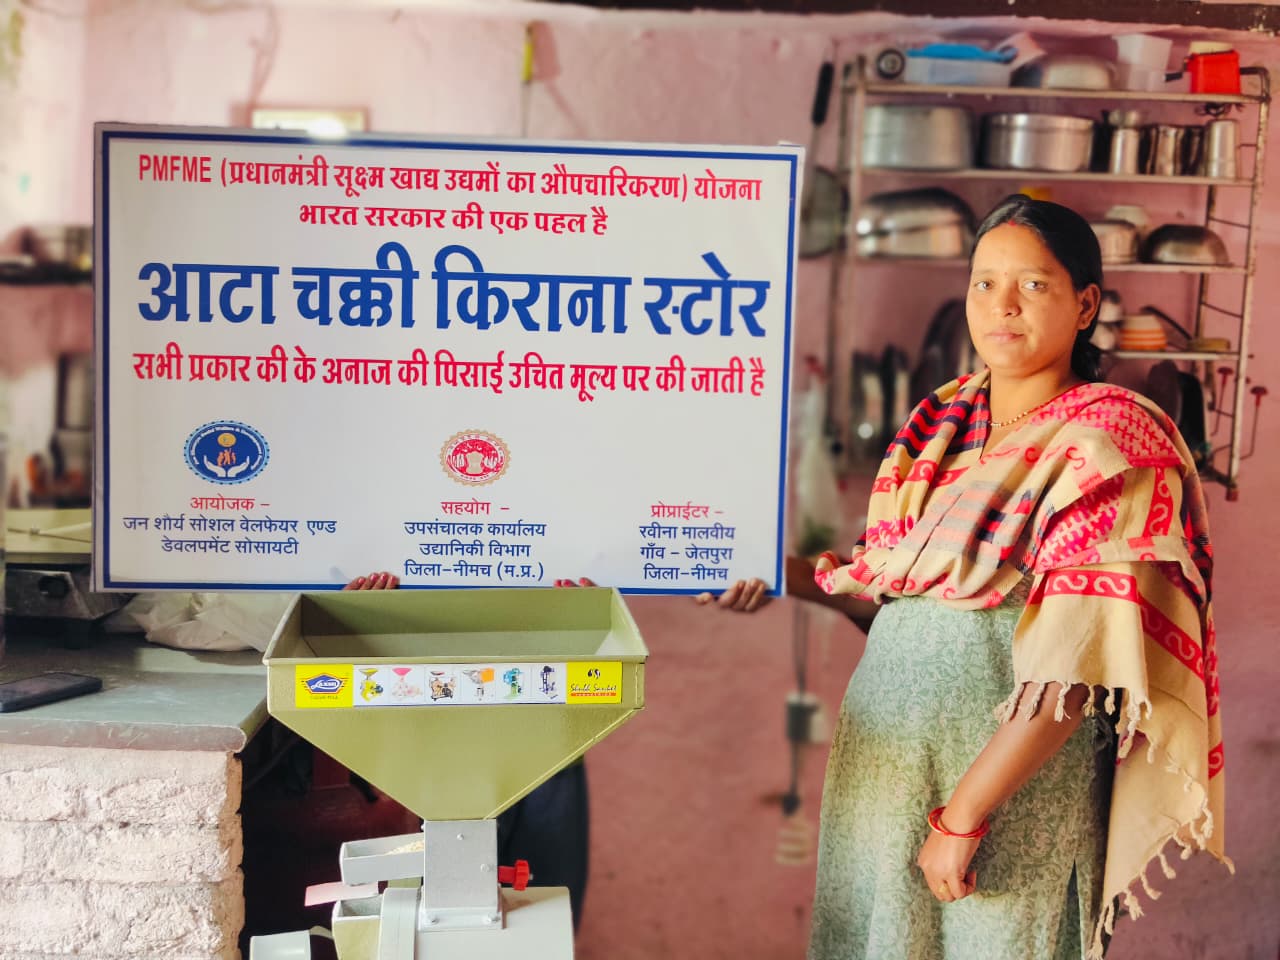 PMFME (प्रधानमंत्री सूक्ष्म खाद्य उद्यमों का औपचारिकरण) योजना
भारत सरकार की एक पहल है
आटा चक्की किराना स्टोर
सभी प्रकार की के अनाज की पिसाई उचित मूल्य पर की जाती है
आयोजक –
जन शौर्य सोशल वेलफेयर एण्ड
डेवलपमेंट सोसायटी
सहयोग –
उपसंचालक कार्यालय
उद्यानिकी विभाग
जिला–नीमच (म.प्र.)
प्रोप्राईटर –
रवीना मालवीय
गाँव – जेतपुरा
जिला–नीमच